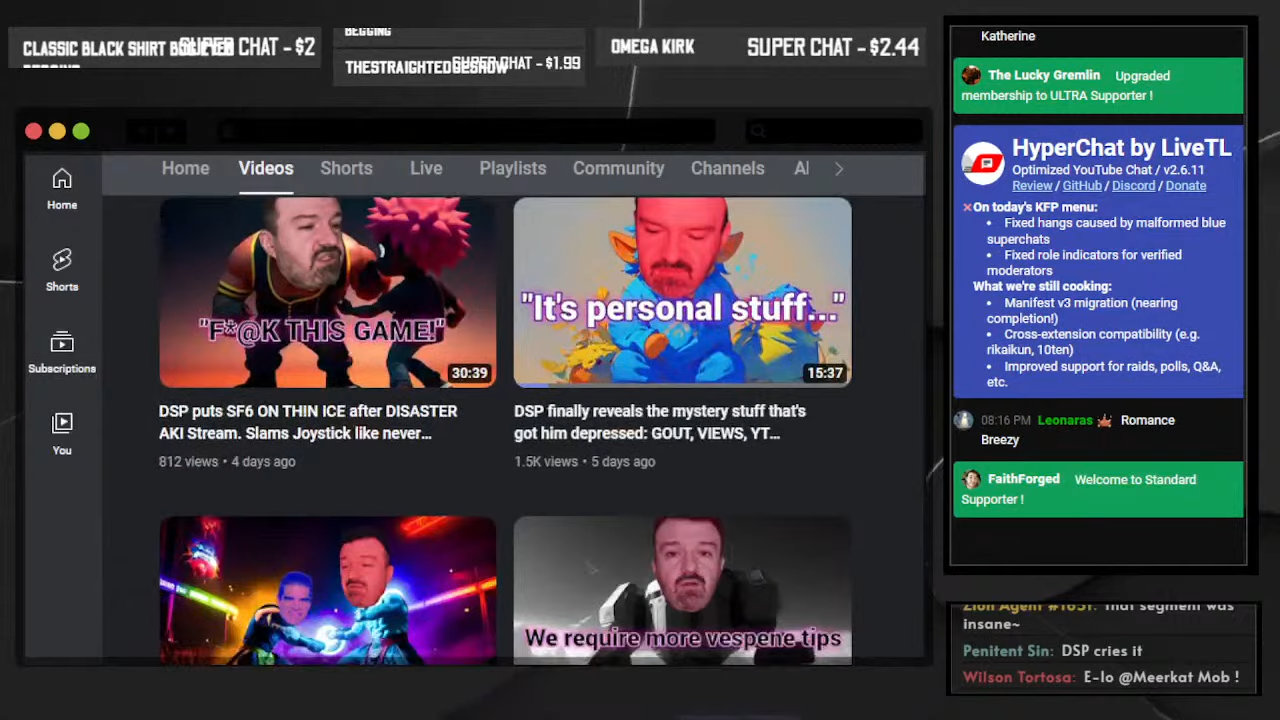 CLASSIC BLACK SHIRT
SUPER CHAT - $2
BEGGING
BEGGING
THESTRAIGHTEDGESHOW
SUPER CHAT - $1.99
OMEGA KIRK
SUPER CHAT - $2.44
Home
Videos
Shorts
Live
Playlists
Community
Channels
Home
Shorts
Subscriptions
You
"F*@K THIS GAME!"
30:39
DSP puts SF6 ON THIN ICE after DISASTER
AKI Stream. Slams Joystick like never...
812 views • 4 days ago
"It's personal stuff..."
15:37
DSP finally reveals the mystery stuff that's
got him depressed: GOUT, VIEWS, YT...
1.5K views • 5 days ago
We require more vespene tips
Katherine
The Lucky Gremlin Upgraded
membership to ULTRA Supporter !
HyperChat by LiveTL
Optimized YouTube Chat / v2.6.11
Review / GitHub / Discord / Donate
On today's KFP menu:
• Fixed hangs caused by malformed blue
superchats
• Fixed role indicators for verified
moderators
What we're still cooking:
• Manifest v3 migration (nearing
completion!)
• Cross-extension compatibility (e.g.
rikaikun, 10ten)
• Improved support for raids, polls, Q&A,
etc.
08:16 PM Leonaras Romance
Breezy
FaithForged Welcome to Standard
Supporter !
Zion Agent #1651: That segment was
insane~
Penitent Sin: DSP cries it
Wilson Tortosa: E-lo @Meerkat Mob !